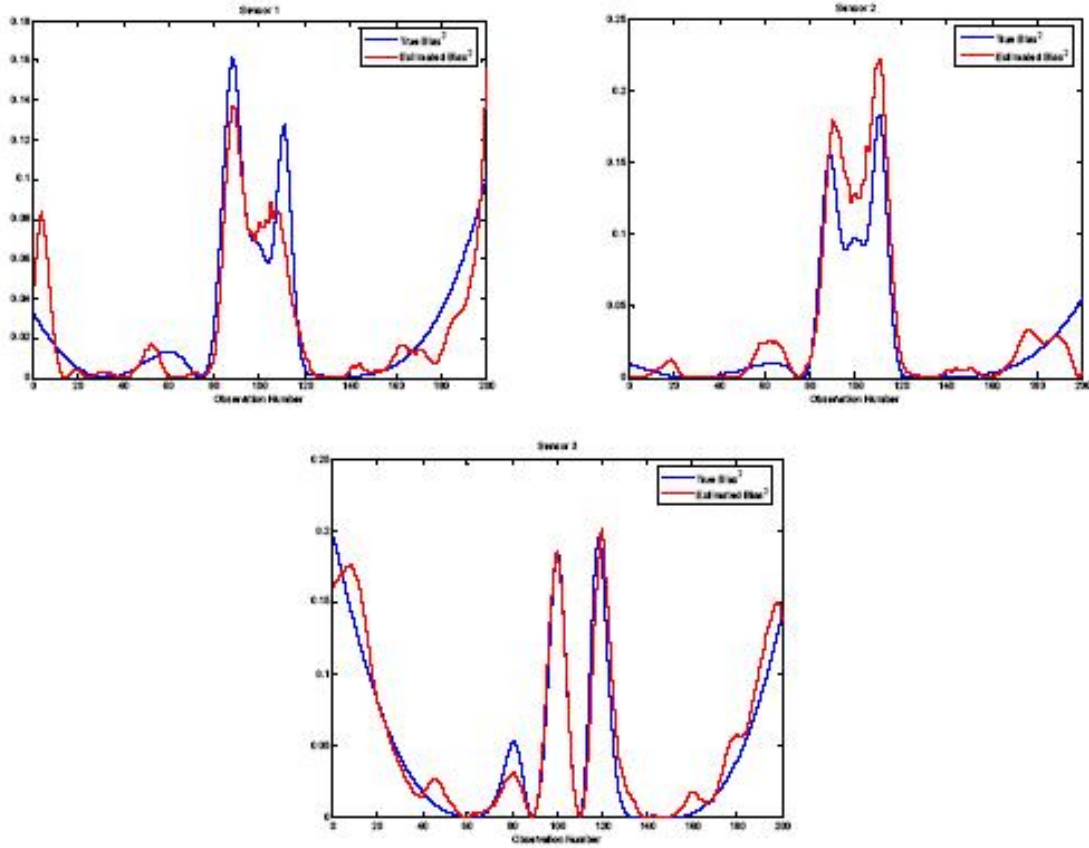 Sensor 1
0.18
0.16
0.14
0.12
0.1
0.08
0.06
0.04
0.02
0
True Bias²
Estimated Bias²
0 20 40 60 80 100 120 140 160 180 200
Observation Number
Sensor 2
0.25
0.2
0.15
0.1
0.05
0
True Bias²
Estimated Bias²
0 20 40 60 80 100 120 140 160 180 200
Observation Number
Sensor 3
0.25
0.2
0.15
0.1
0.05
0
True Bias²
Estimated Bias²
0 20 40 60 80 100 120 140 160 180 200
Observation Number